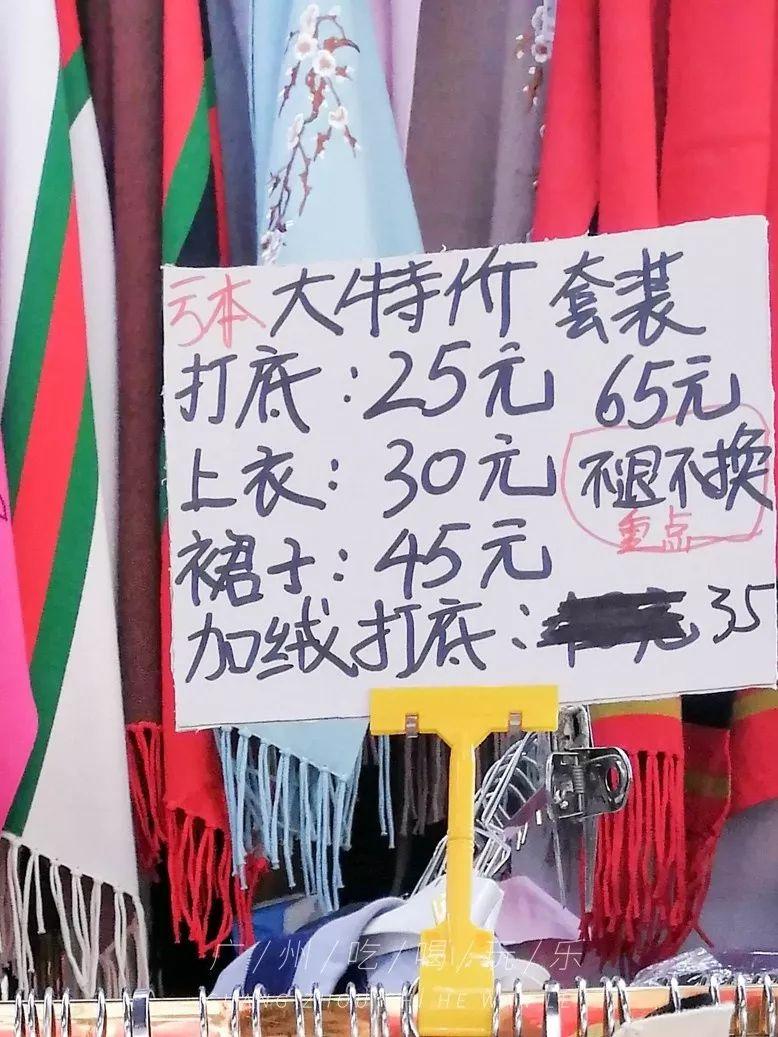 亏本大特价 套装
打底：25元 65元
上衣：30元 不退不换
重点
裙子：45元
加绒打底：35
广/州/吃/喝/玩/乐